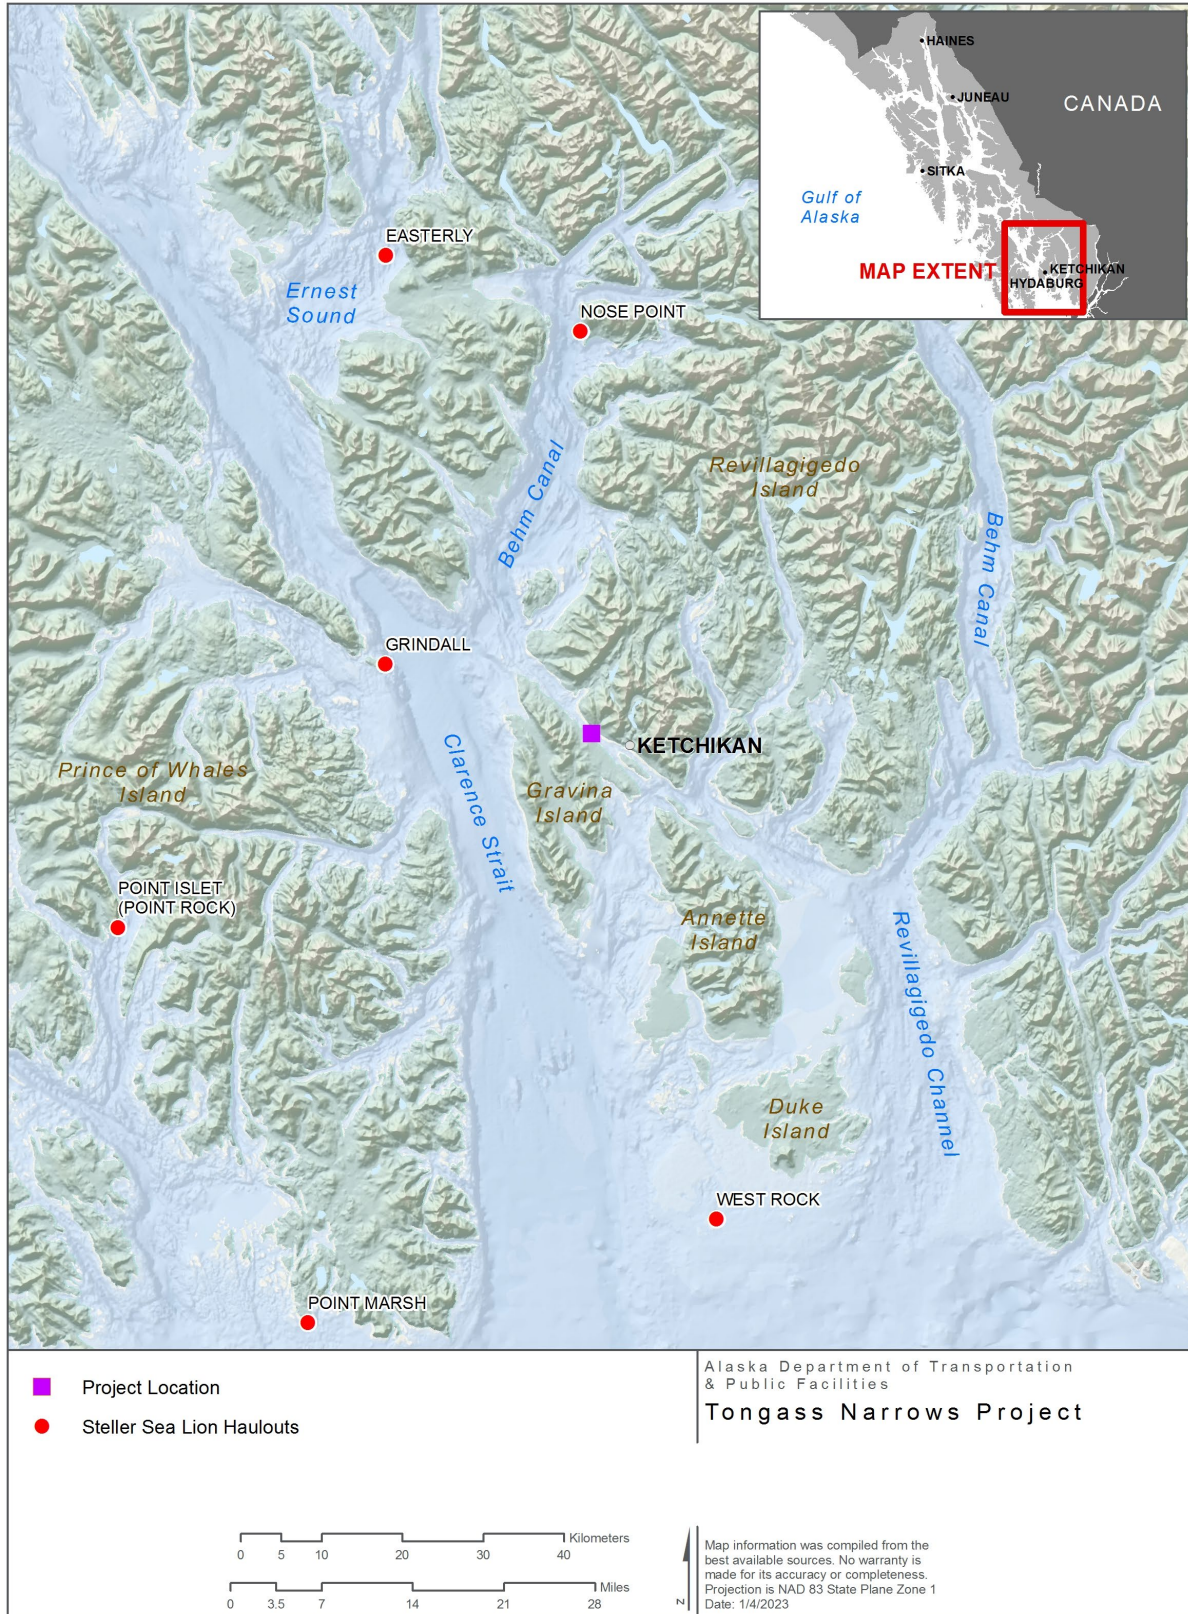 HAINES
JUNEAU
CANADA
SITKA
Gulf of
Alaska
MAP EXTENT
KETCHIKAN
HYDABURG
EASTERLY
Ernest
Sound
NOSE POINT
Behm Canal
Revillagigedo
Island
Behm Canal
GRINDALL
KETCHIKAN
Clarence Strait
Prince of Whales
Island
Gravina
Island
POINT ISLET
(POINT ROCK)
Annette
Island
Revillagigedo Channel
Duke
Island
WEST ROCK
POINT MARSH
Project Location
Steller Sea Lion Haulouts
Alaska Department of Transportation
& Public Facilities
Tongass Narrows Project
Kilometers
0 5 10 20 30 40
Miles
0 3.5 7 14 21 28
N
Map information was compiled from the
best available sources. No warranty is
made for its accuracy or completeness.
Projection is NAD 83 State Plane Zone 1
Date: 1/4/2023